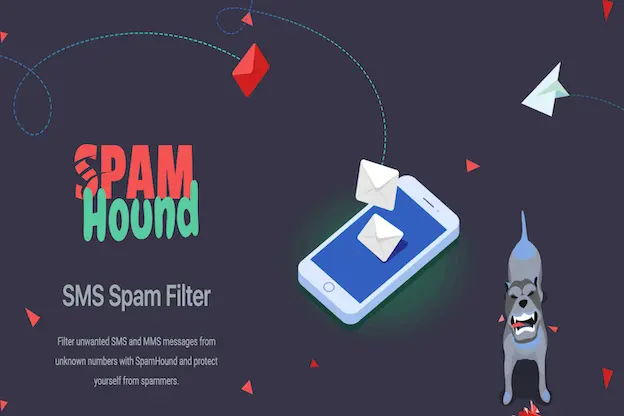 SPAM
Hound
SMS Spam Filter
Filter unwanted SMS and MMS messages from
unknown numbers with SpamHound and protect
yourself from spammers.